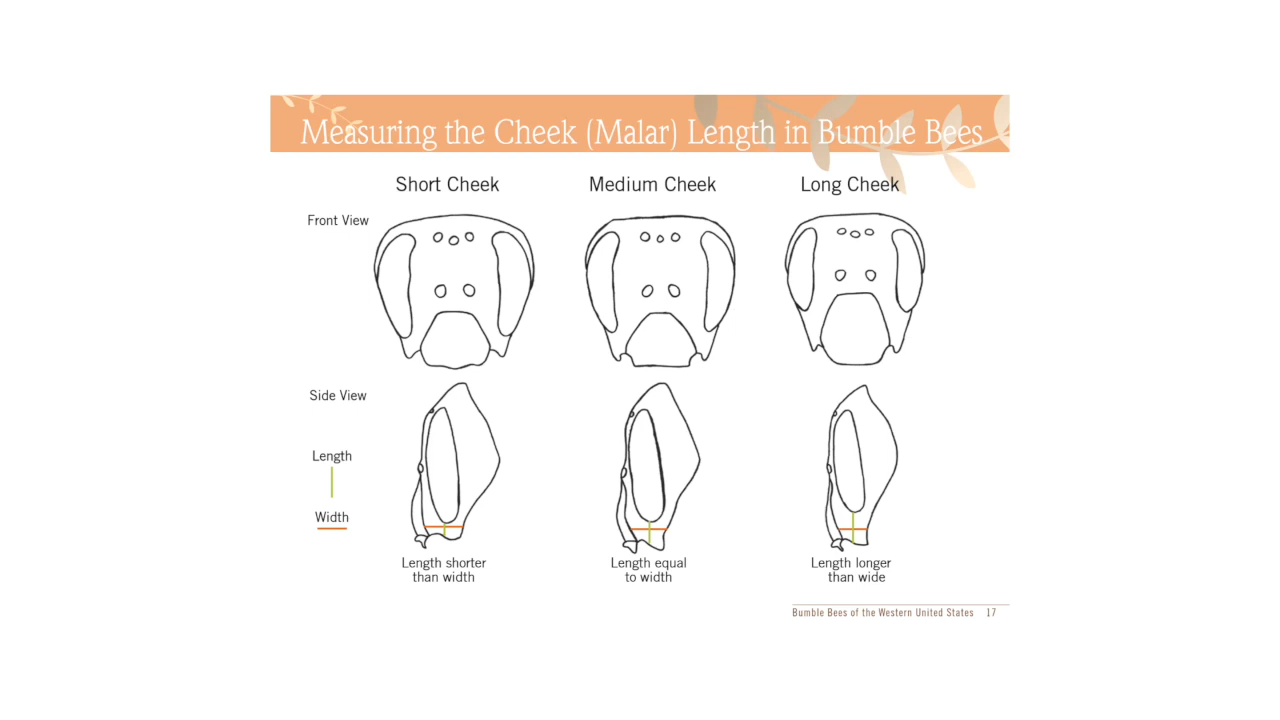 Measuring the Cheek (Malar) Length in Bumble Bees
Short Cheek
Medium Cheek
Long Cheek
Front View
Side View
Length
Width
Length shorter
than width
Length equal
to width
Length longer
than wide
Bumble Bees of the Western United States 17